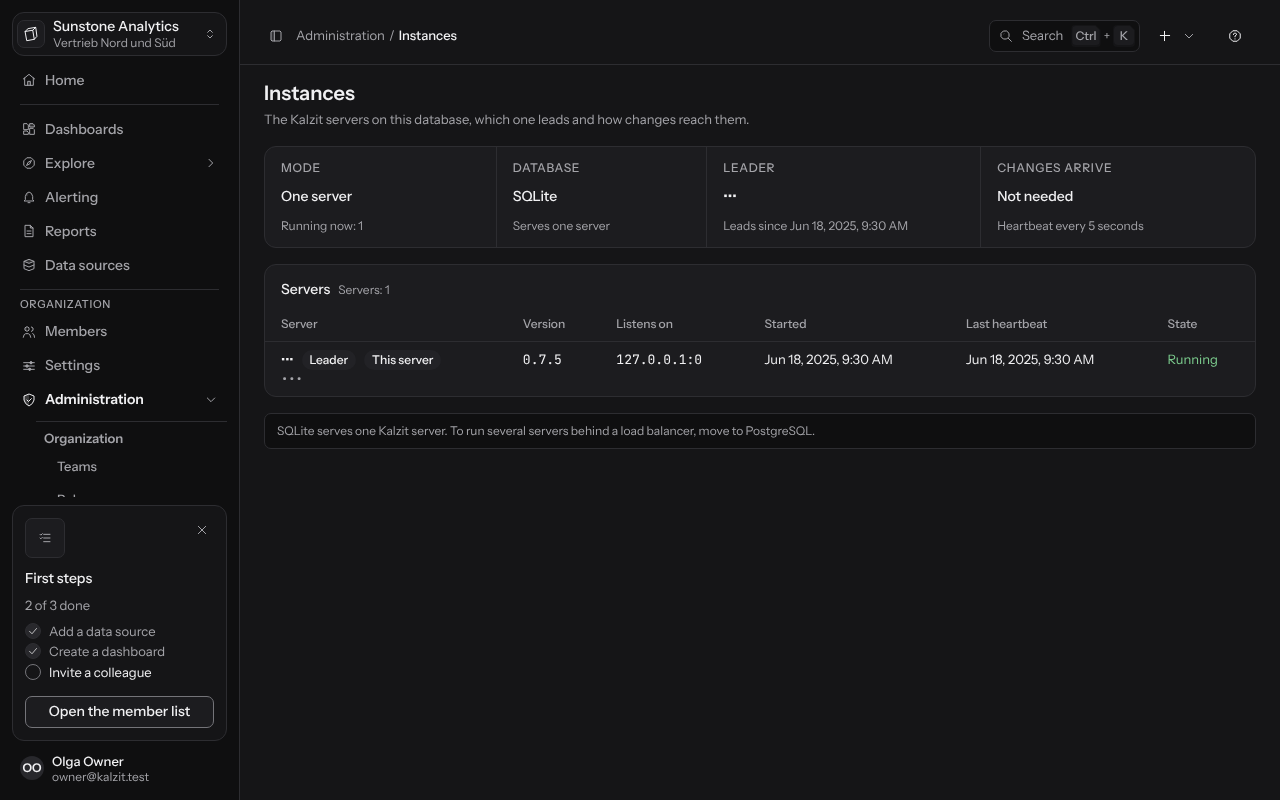 Sunstone Analytics
Vertrieb Nord und Süd
Home
Dashboards
Explore
Alerting
Reports
Data sources
ORGANIZATION
Members
Settings
Administration
Organization
Teams
First steps
2 of 3 done
Add a data source
Create a dashboard
Invite a colleague
Open the member list
OO
Olga Owner
owner@kalzit.test
Administration / Instances
Search Ctrl + K
Instances
The Kalzit servers on this database, which one leads and how changes reach them.
MODE
One server
Running now: 1
DATABASE
SQLite
Serves one server
LEADER
•••
Leads since Jun 18, 2025, 9:30 AM
CHANGES ARRIVE
Not needed
Heartbeat every 5 seconds
Servers Servers: 1
Server Version Listens on Started Last heartbeat State
••• Leader This server 0.7.5 127.0.0.1:0 Jun 18, 2025, 9:30 AM Jun 18, 2025, 9:30 AM Running
•••
SQLite serves one Kalzit server. To run several servers behind a load balancer, move to PostgreSQL.